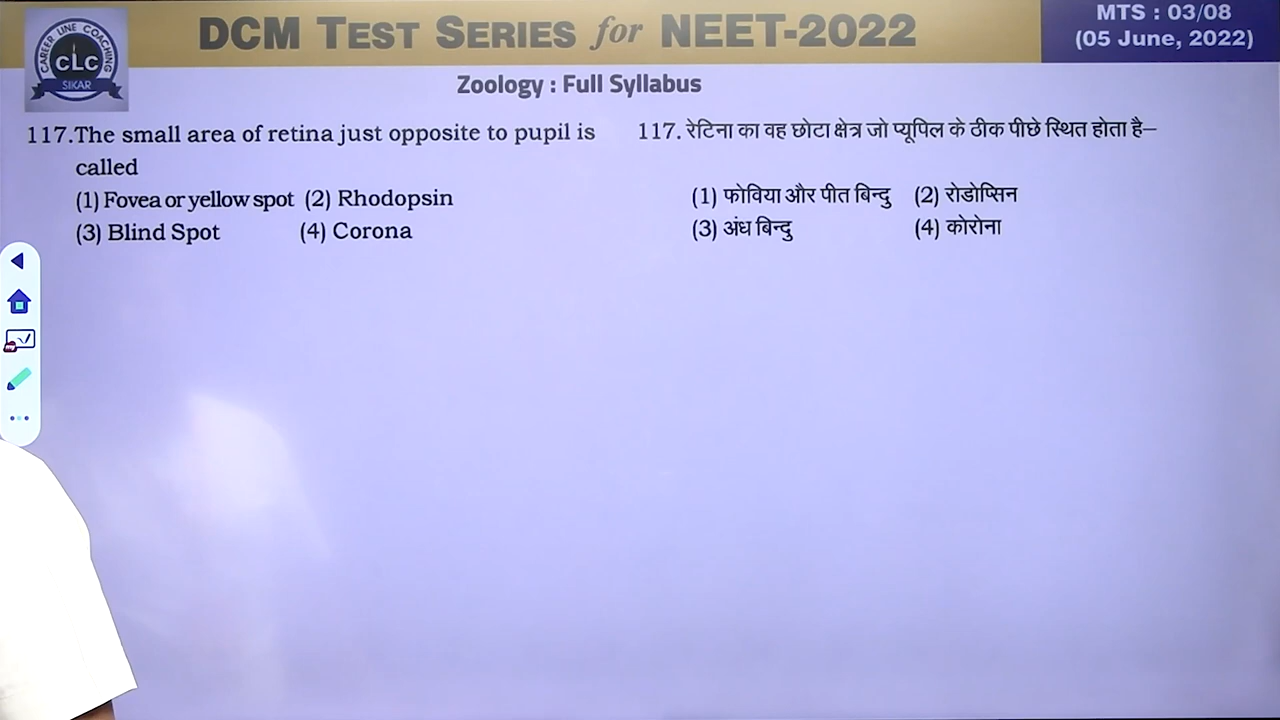 CAREER LINE COACHING
CLC
SIKAR
DCM TEST SERIES for NEET-2022
MTS : 03/08
(05 June, 2022)
Zoology : Full Syllabus
117.The small area of retina just opposite to pupil is
called
(1) Fovea or yellow spot (2) Rhodopsin
(3) Blind Spot (4) Corona
117. रेटिना का वह छोटा क्षेत्र जो प्यूपिल के ठीक पीछे स्थित होता है–
(1) फोविया और पीत बिन्दु (2) रोडोप्सिन
(3) अंध बिन्दु (4) कोरोना